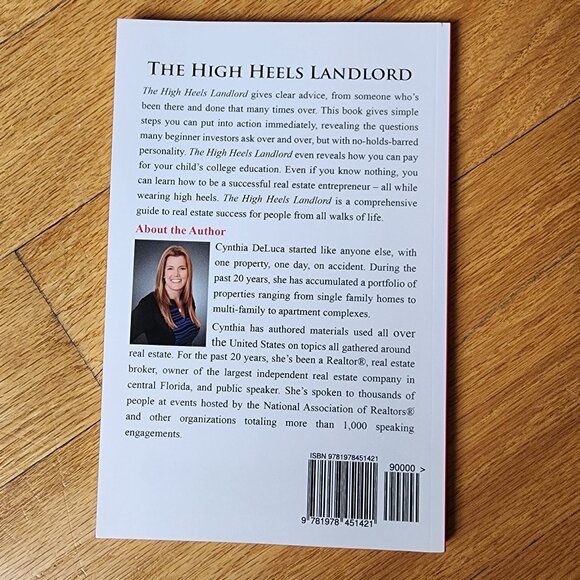 THE HIGH HEELS LANDLORD
The High Heels Landlord gives clear advice, from someone who's
been there and done that many times over. This book gives simple
steps you can put into action immediately, revealing the questions
many beginner investors ask over and over, but with no-holds-barred
personality. The High Heels Landlord even reveals how you can pay
for your child's college education. Even if you know nothing, you
can learn how to be a successful real estate entrepreneur – all while
wearing high heels. The High Heels Landlord is a comprehensive
guide to real estate success for people from all walks of life.
About the Author
Cynthia DeLuca started like anyone else, with
one property, one day, on accident. During the
past 20 years, she has accumulated a portfolio of
properties ranging from single family homes to
multi-family to apartment complexes.
Cynthia has authored materials used all over
the United States on topics all gathered around
real estate. For the past 20 years, she's been a Realtor®, real estate
broker, owner of the largest independent real estate company in
central Florida, and public speaker. She's spoken to thousands of
people at events hosted by the National Association of Realtors®
and other organizations totaling more than 1,000 speaking
engagements.
ISBN 9781978451421
90000 >
9 781978 451421